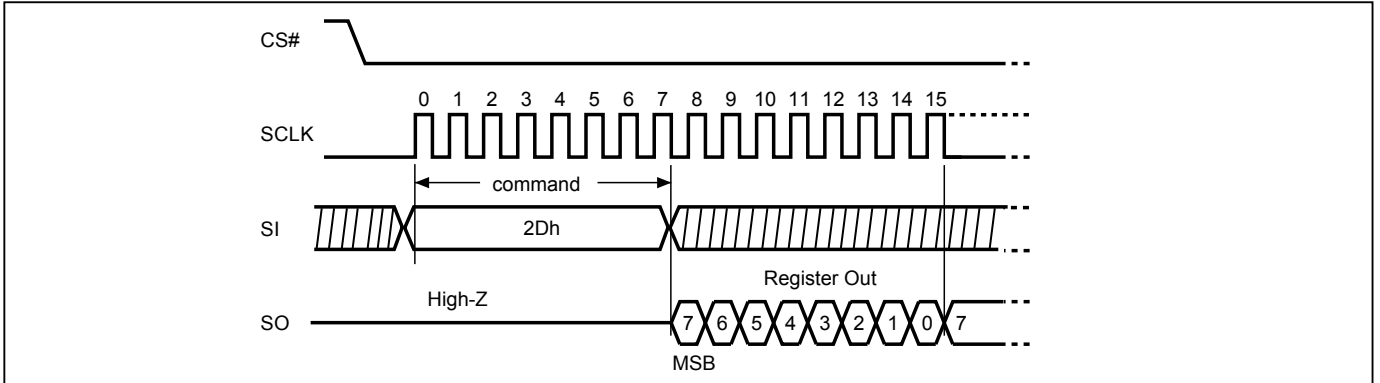 CS#
0 1 2 3 4 5 6 7 8 9 10 11 12 13 14 15
SCLK
command
SI
2Dh
Register Out
High-Z
SO
7 6 5 4 3 2 1 0 7
MSB